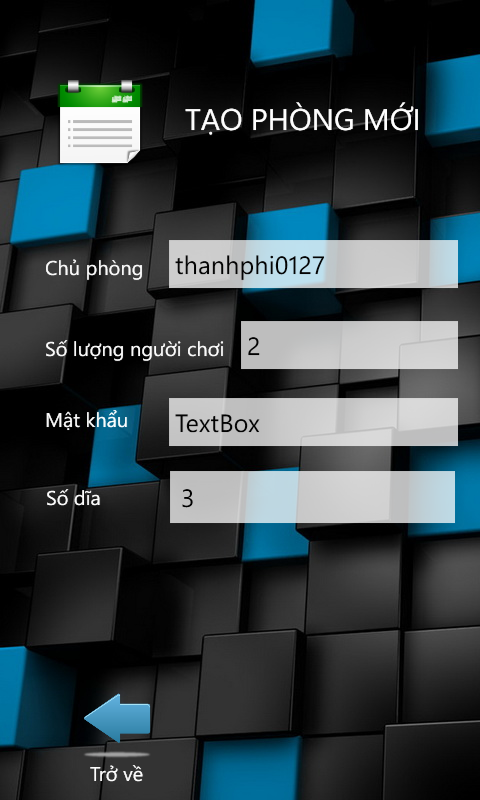 TẠO PHÒNG MỚI
Chủ phòng thanhphi0127
Số lượng người chơi 2
Mật khẩu TextBox
Số dĩa 3
Trở về